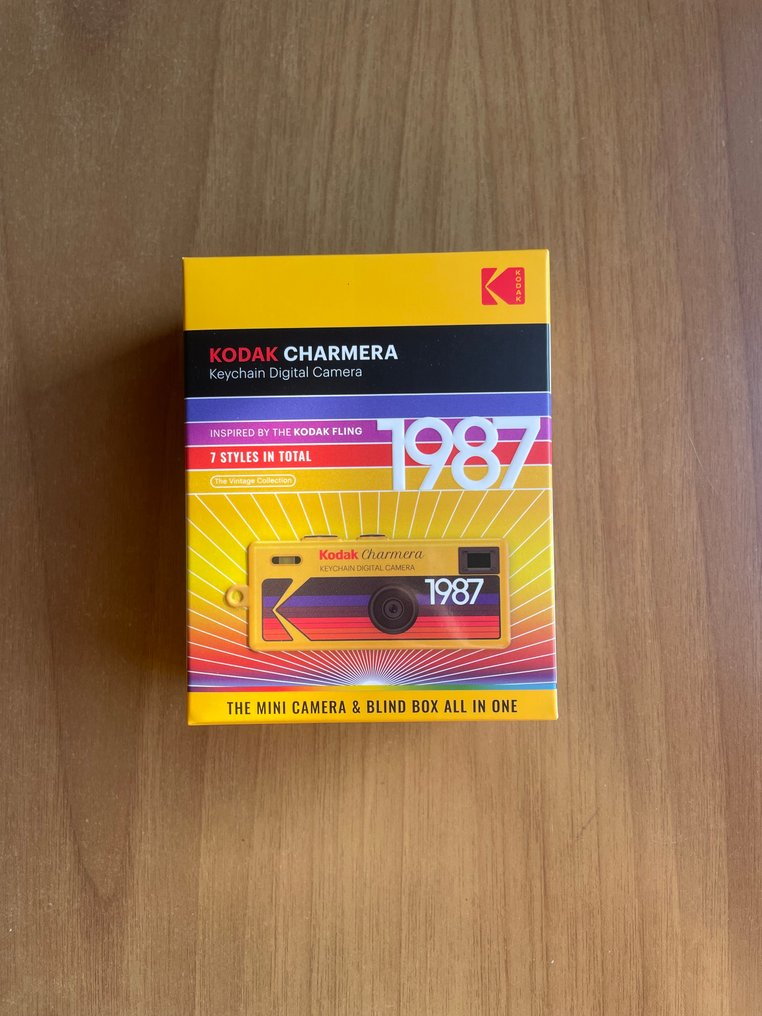 KODAK
KODAK CHARMERA
Keychain Digital Camera
INSPIRED BY THE KODAK FLING
1987
7 STYLES IN TOTAL
The Vintage Collection
Kodak Charmera
KEYCHAIN DIGITAL CAMERA
1987
THE MINI CAMERA & BLIND BOX ALL IN ONE